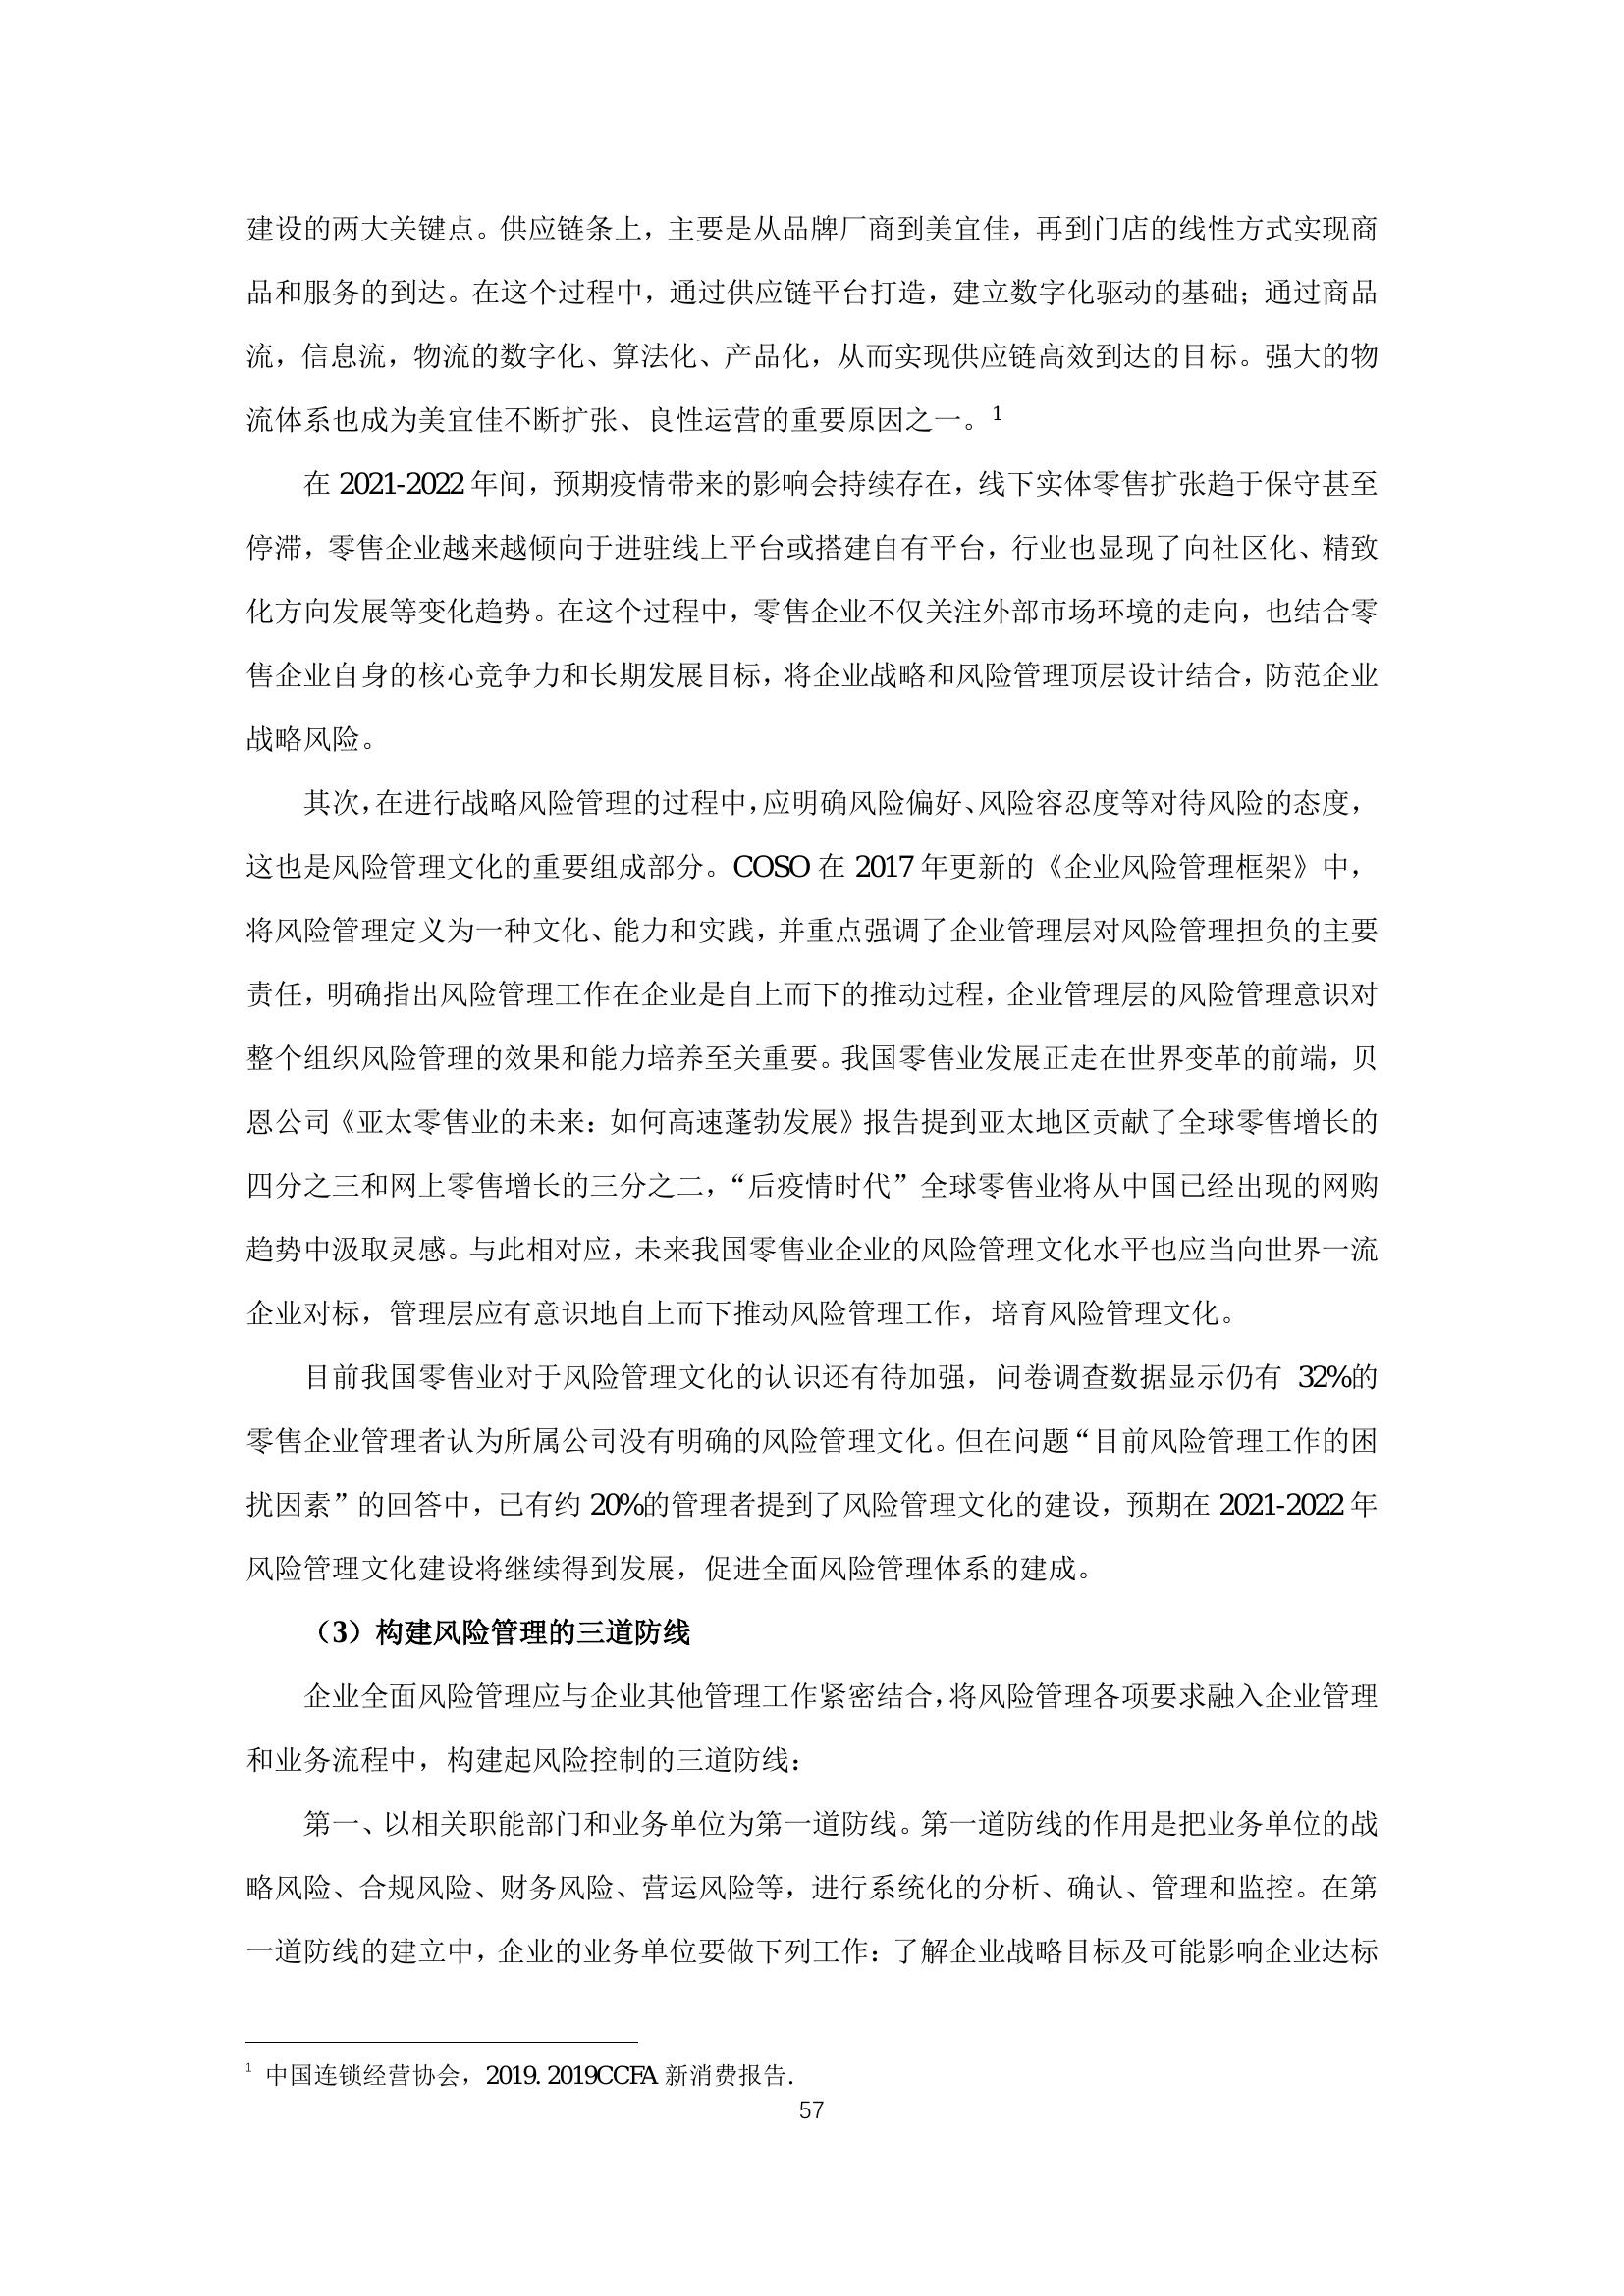 建设的两大关键点。供应链条上，主要是从品牌厂商到美宜佳，再到门店的线性方式实现商
品和服务的到达。在这个过程中，通过供应链平台打造，建立数字化驱动的基础；通过商品
流，信息流，物流的数字化、算法化、产品化，从而实现供应链高效到达的目标。强大的物
流体系也成为美宜佳不断扩张、良性运营的重要原因之一。1
在 2021-2022 年间，预期疫情带来的影响会持续存在，线下实体零售扩张趋于保守甚至
停滞，零售企业越来越倾向于进驻线上平台或搭建自有平台，行业也显现了向社区化、精致
化方向发展等变化趋势。在这个过程中，零售企业不仅关注外部市场环境的走向，也结合零
售企业自身的核心竞争力和长期发展目标，将企业战略和风险管理顶层设计结合，防范企业
战略风险。
其次，在进行战略风险管理的过程中，应明确风险偏好、风险容忍度等对待风险的态度，
这也是风险管理文化的重要组成部分。COSO 在 2017 年更新的《企业风险管理框架》中，
将风险管理定义为一种文化、能力和实践，并重点强调了企业管理层对风险管理担负的主要
责任，明确指出风险管理工作在企业是自上而下的推动过程，企业管理层的风险管理意识对
整个组织风险管理的效果和能力培养至关重要。我国零售业发展正走在世界变革的前端，贝
恩公司《亚太零售业的未来：如何高速蓬勃发展》报告提到亚太地区贡献了全球零售增长的
四分之三和网上零售增长的三分之二，“后疫情时代”全球零售业将从中国已经出现的网购
趋势中汲取灵感。与此相对应，未来我国零售业企业的风险管理文化水平也应当向世界一流
企业对标，管理层应有意识地自上而下推动风险管理工作，培育风险管理文化。
目前我国零售业对于风险管理文化的认识还有待加强，问卷调查数据显示仍有 32%的
零售企业管理者认为所属公司没有明确的风险管理文化。但在问题“目前风险管理工作的困
扰因素”的回答中，已有约 20%的管理者提到了风险管理文化的建设，预期在 2021-2022 年
风险管理文化建设将继续得到发展，促进全面风险管理体系的建成。
（3）构建风险管理的三道防线
企业全面风险管理应与企业其他管理工作紧密结合，将风险管理各项要求融入企业管理
和业务流程中，构建起风险控制的三道防线：
第一、以相关职能部门和业务单位为第一道防线。第一道防线的作用是把业务单位的战
略风险、合规风险、财务风险、营运风险等，进行系统化的分析、确认、管理和监控。在第
一道防线的建立中，企业的业务单位要做下列工作：了解企业战略目标及可能影响企业达标
1 中国连锁经营协会，2019. 2019CCFA 新消费报告.
57